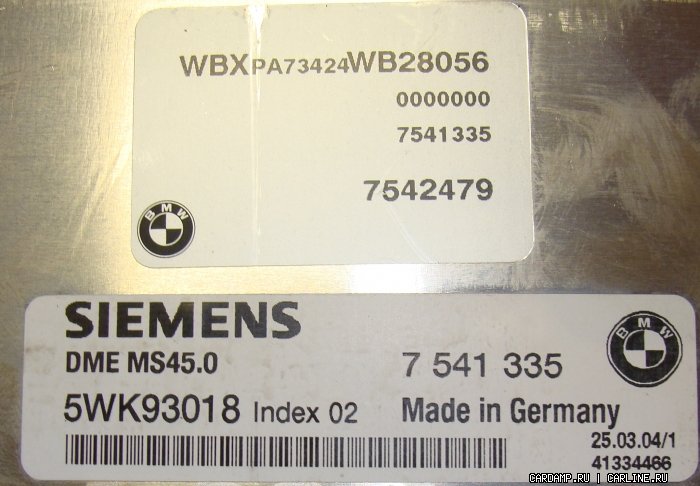 WBXPA73424WB28056
0000000
7541335
7542479
BMW
SIEMENS
DME MS45.0 7 541 335
BMW
5WK93018 Index 02 Made in Germany
25.03.04/1
41334466
CARDAMP.RU | CARLINE.RU